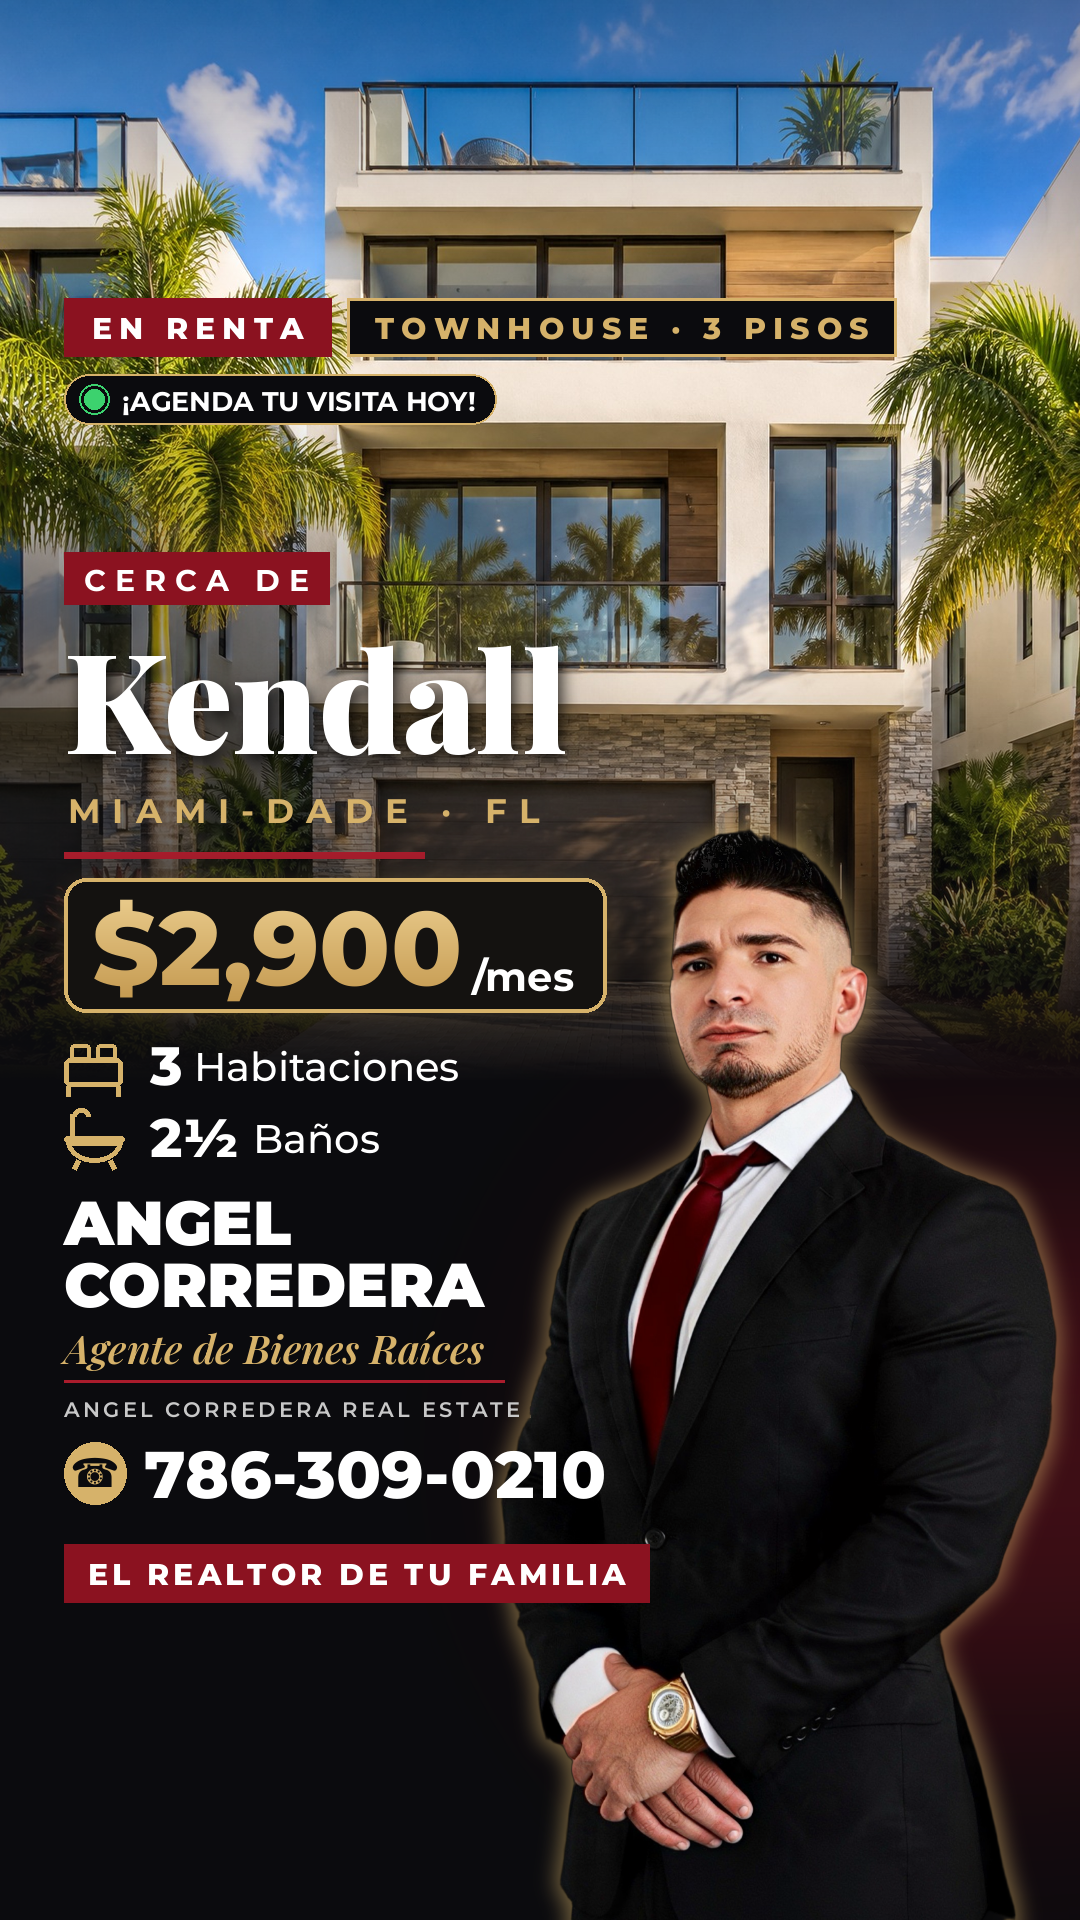 EN RENTA
TOWNHOUSE · 3 PISOS
¡AGENDA TU VISITA HOY!
CERCA DE
Kendall
MIAMI-DADE · FL
$2,900 /mes
3 Habitaciones
2½ Baños
ANGEL
CORREDERA
Agente de Bienes Raíces
ANGEL CORREDERA REAL ESTATE
786-309-0210
EL REALTOR DE TU FAMILIA